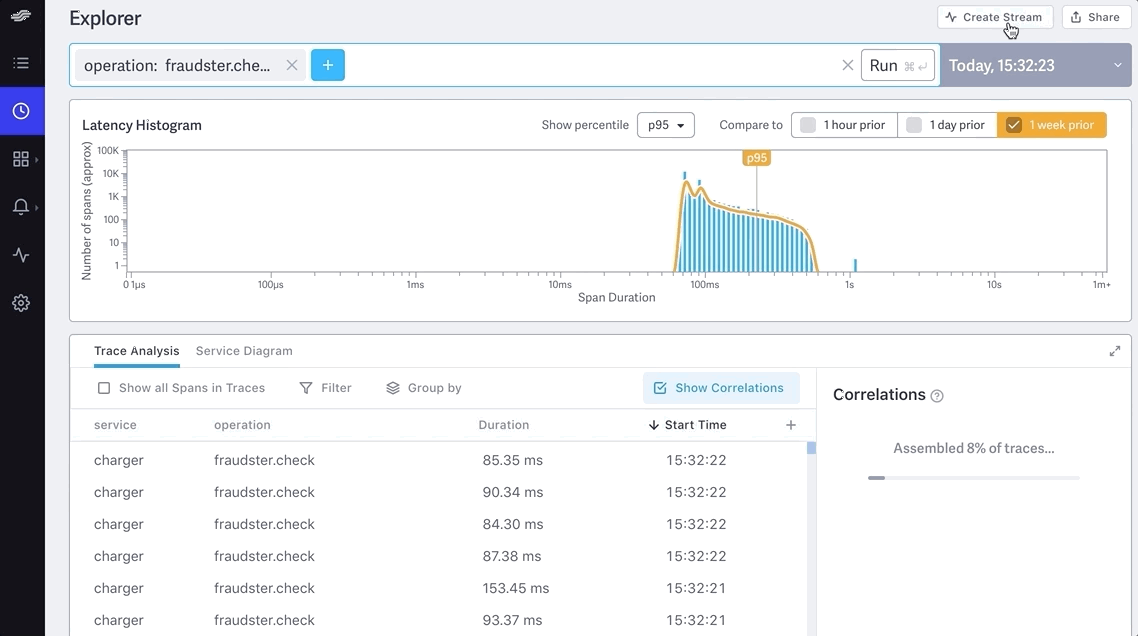 Explorer
Create Stream
Share
operation: fraudster.che...
+
Run ⌘↵
Today, 15:32:23
Latency Histogram
Show percentile
p95
Compare to
1 hour prior
1 day prior
1 week prior
p95
Number of spans (approx)
100K
10K
1K
100
10
1
0 1µs
100µs
1ms
10ms
100ms
1s
10s
1m+
Span Duration
Trace Analysis
Service Diagram
Show all Spans in Traces
Filter
Group by
Show Correlations
Correlations ?
service operation Duration ↓ Start Time +
Assembled 8% of traces...
charger fraudster.check 85.35 ms 15:32:22
charger fraudster.check 90.34 ms 15:32:22
charger fraudster.check 84.30 ms 15:32:22
charger fraudster.check 87.38 ms 15:32:22
charger fraudster.check 153.45 ms 15:32:21
charger fraudster.check 93.37 ms 15:32:21